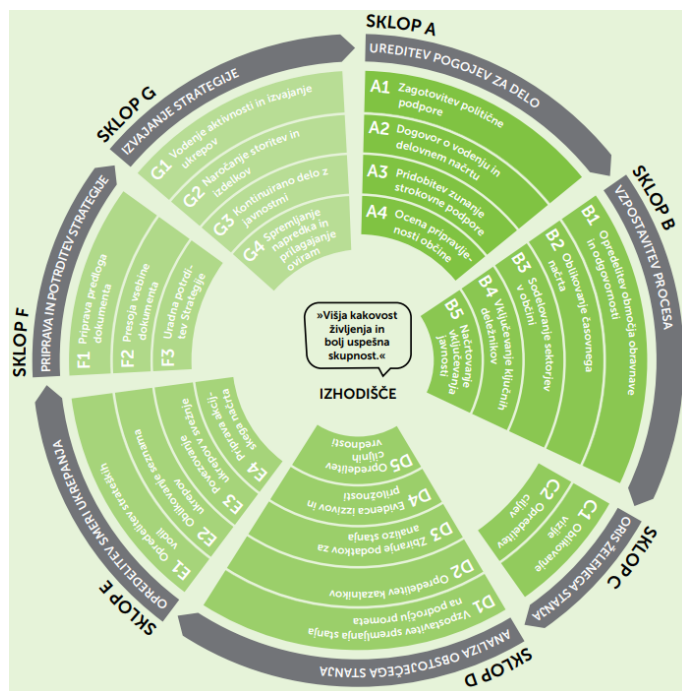 SKLOP A
UREDITEV POGOJEV ZA DELO
A1 Zagotovitev politične
podpore
A2 Dogovor o vodenju in
delovnem načrtu
A3 Pridobitev zunanje
strokovne podpore
A4 Ocena pripravlje-
nosti občine
SKLOP B
VZPOSTAVITEV PROCESA
B1 Opredelitev območja obravnave
in odgovornosti
B2 Oblikovanje časovnega
načrta
B3 Sodelovanje sektorjev
v občini
B4 Vključevanje ključnih
deležnikov
B5 Načrtovanje
vključevanja
javnosti
SKLOP C
ORIS ŽELENEGA STANJA
C1 Oblikovanje
vizije
C2 Opredelitev
ciljev
SKLOP D
ANALIZA OBSTOJEČEGA STANJA
D1 Vzpostavitev spremljanja stanja
na področju prometa
D2 Opredelitev kazalnikov
D3 Zbiranje podatkov za
analizo stanja
D4 Evidenca izzivov in
priložnosti
D5 Opredelitev
ciljnih
vrednosti
SKLOP E
OPREDELITEV SMERI UKREPANJA
E1 Opredelitev strateških
vodil
E2 Oblikovanje seznama
ukrepov
E3 Povezovanje
ukrepov v svežnje
E4 Priprava akcij-
skega načrta
SKLOP F
PRIPRAVA IN POTRDITEV STRATEGIJE
F1 Priprava predloga
dokumenta
F2 Presoja vsebine
dokumenta
F3 Uradna potrdi-
tev Strategije
SKLOP G
IZVAJANJE STRATEGIJE
G1 Vodenje aktivnosti in izvajanje
ukrepov
G2 Naročanje storitev in
izdelkov
G3 Kontinuirano delo z
javnostmi
G4 Spremljanje
napredka in
prilagajanje
oviram
»Višja kakovost
življenja in
bolj uspešna
skupnost.«
IZHODIŠČE